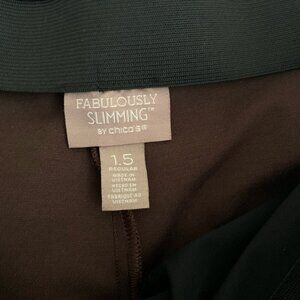 FABULOUSLY
SLIMMING™
BY chico's®
1.5
REGULAR
MADE IN
VIETNAM
HECHO EN
VIETNAM
FABRIQUÉ AU
VIETNAM